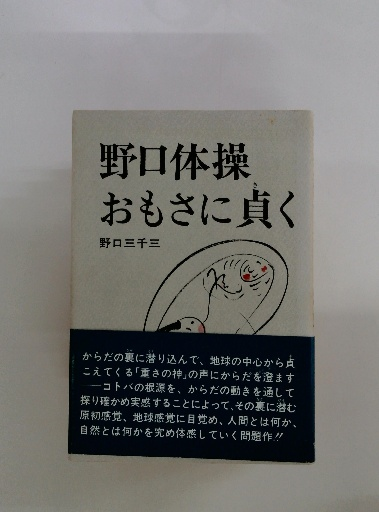 野口体操
おもさに貞く
野口三千三
からだの裏に潜り込んで、地球の中心から貞
こえてくる「重さの神」の声にからだを澄ます
――コトバの根源を、からだの動きを通して
探り確かめ実感することによって、その裏に潜む
原初感覚、地球感覚に目覚め、人間とは何か、
自然とは何かを究め体感していく問題作!!